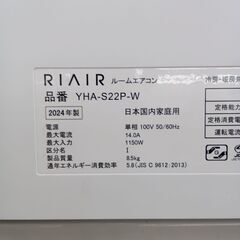 RIAIR ルームエアコン 冷房・暖房
品番 YHA-S22P-W
2024年製 日本国内家庭用
電源 単相 100V 50/60Hz
最大電流 14.0A
最大入力 1150W
区分名 I
製品質量 8.5kg
通年エネルギー消費効率 5.8 (JIS C 9612:2013)
定格能力
定格消費電
運転電流